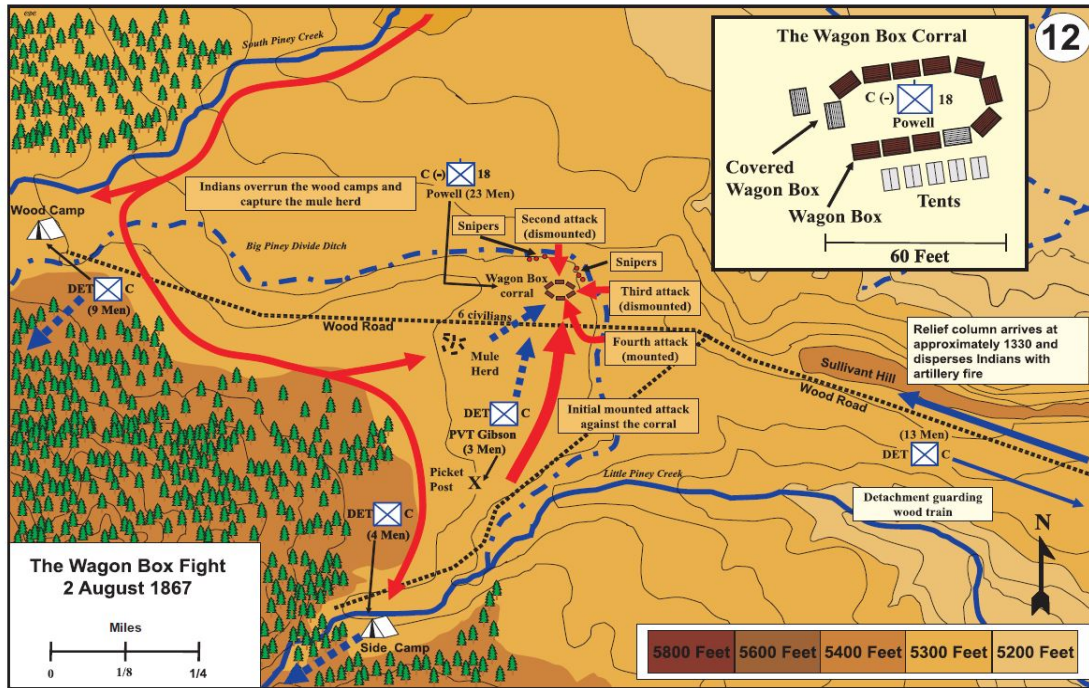 12
South Piney Creek
Indians overrun the wood camps and
capture the mule herd
Wood Camp
DET C
(9 Men)
Big Piney Divide Ditch
Wood Road
C (-) 18
Powell (23 Men)
Snipers
Second attack
(dismounted)
Snipers
Wagon Box
corral
Third attack
(dismounted)
6 civilians
Fourth attack
(mounted)
Mule
Herd
DET C
PVT Gibson
(3 Men)
Initial mounted attack
against the corral
Picket
Post
X
DET C
(4 Men)
Little Piney Creek
Side Camp
The Wagon Box Corral
C (-) 18
Powell
Covered
Wagon Box
Wagon Box
Tents
60 Feet
Relief column arrives at
approximately 1330 and
disperses Indians with
artillery fire
Sullivant Hill
Wood Road
(13 Men)
DET C
Detachment guarding
wood train
N
The Wagon Box Fight
2 August 1867
Miles
0 1/8 1/4
5800 Feet 5600 Feet 5400 Feet 5300 Feet 5200 Feet